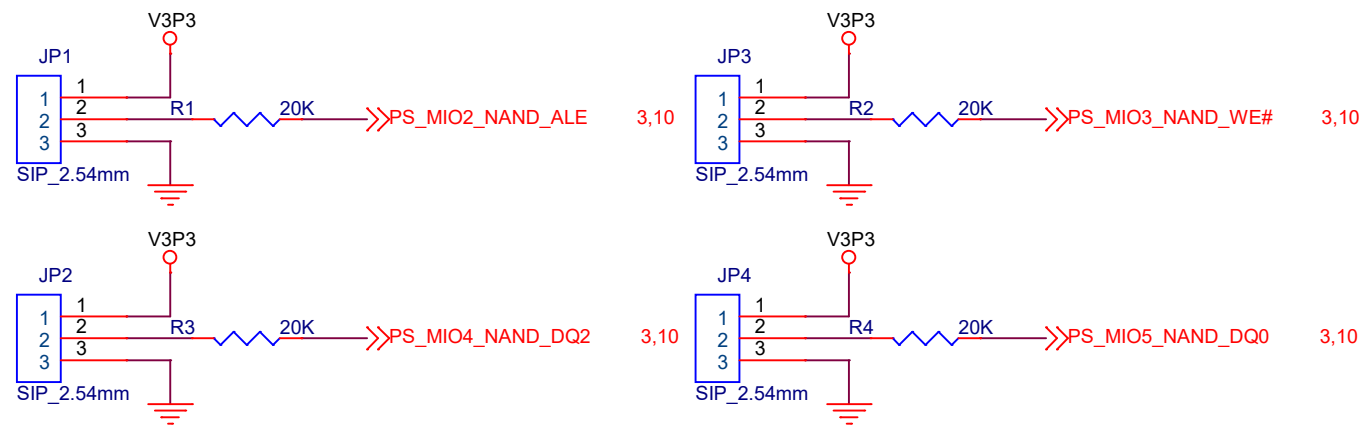 V3P3
JP1
1 1
2 2 R1 20K PS_MIO2_NAND_ALE 3,10
3 3
SIP_2.54mm
V3P3
JP3
1 1
2 2 R2 20K PS_MIO3_NAND_WE# 3,10
3 3
SIP_2.54mm
V3P3
JP2
1 1
2 2 R3 20K PS_MIO4_NAND_DQ2 3,10
3 3
SIP_2.54mm
V3P3
JP4
1 1
2 2 R4 20K PS_MIO5_NAND_DQ0 3,10
3 3
SIP_2.54mm